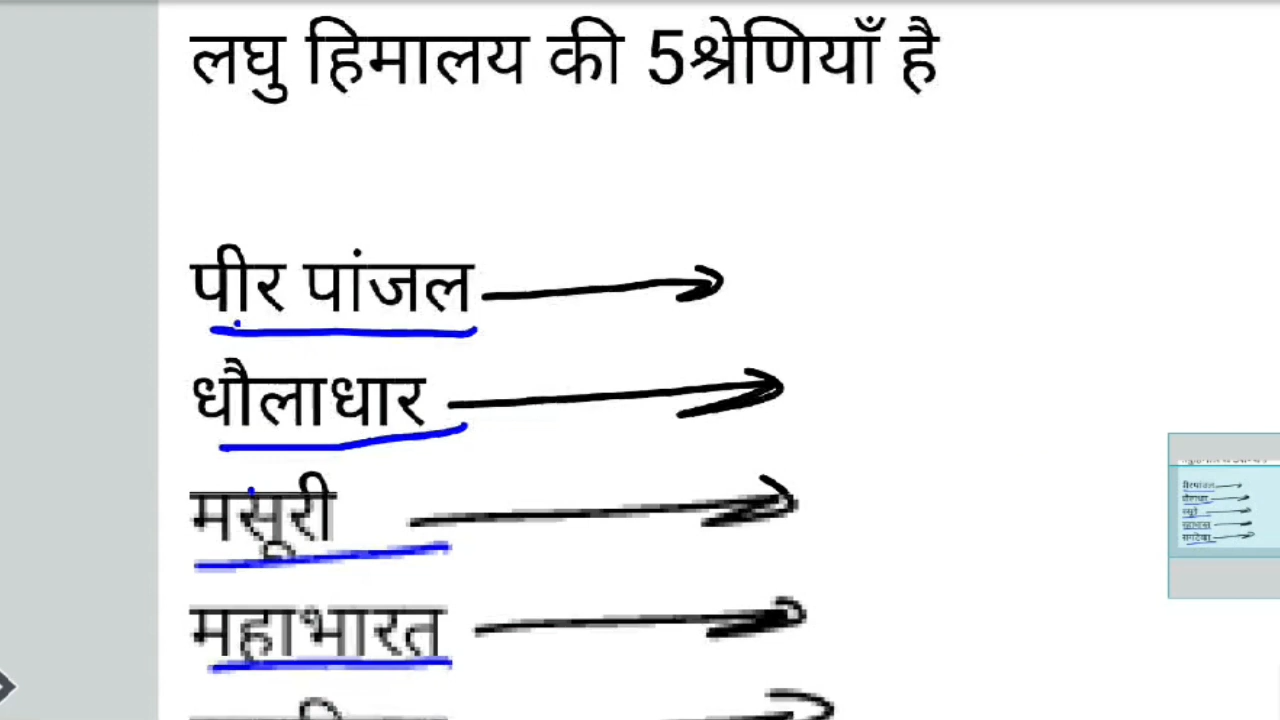 लघु हिमालय की 5श्रेणियाँ है
पीर पांजल
धौलाधार
मसूरी
महाभारत